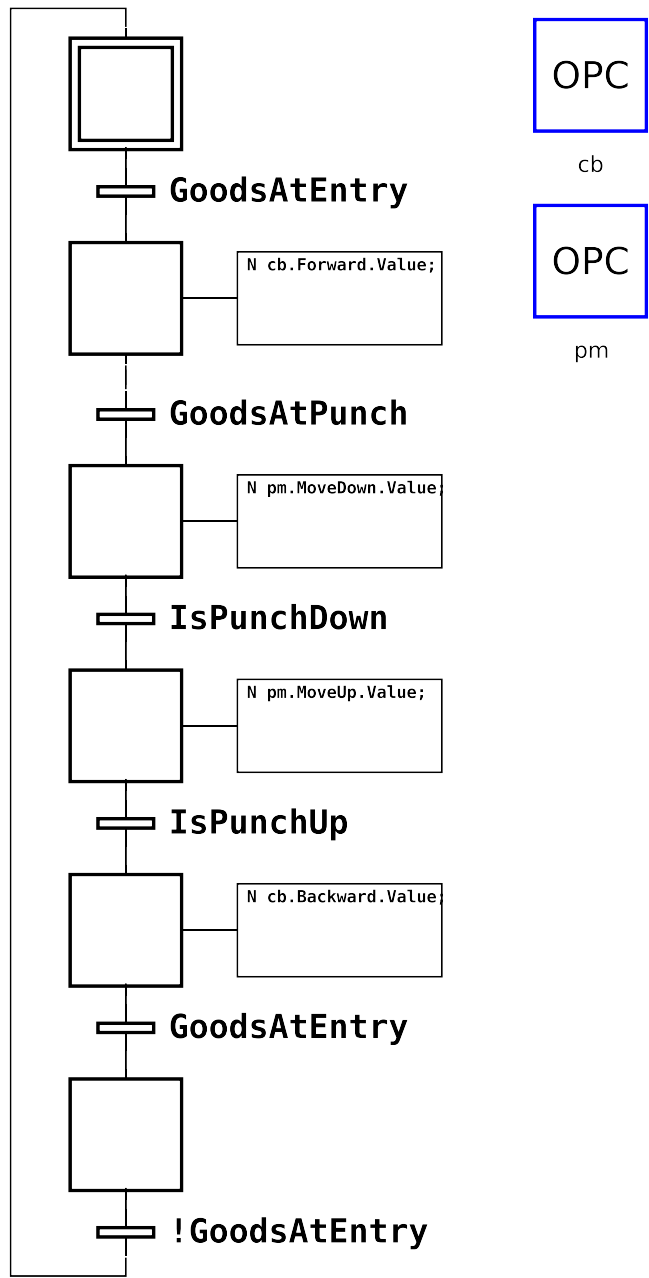 OPC
cb
GoodsAtEntry
OPC
N cb.Forward.Value;
pm
GoodsAtPunch
N pm.MoveDown.Value;
IsPunchDown
N pm.MoveUp.Value;
IsPunchUp
N cb.Backward.Value;
GoodsAtEntry
!GoodsAtEntry